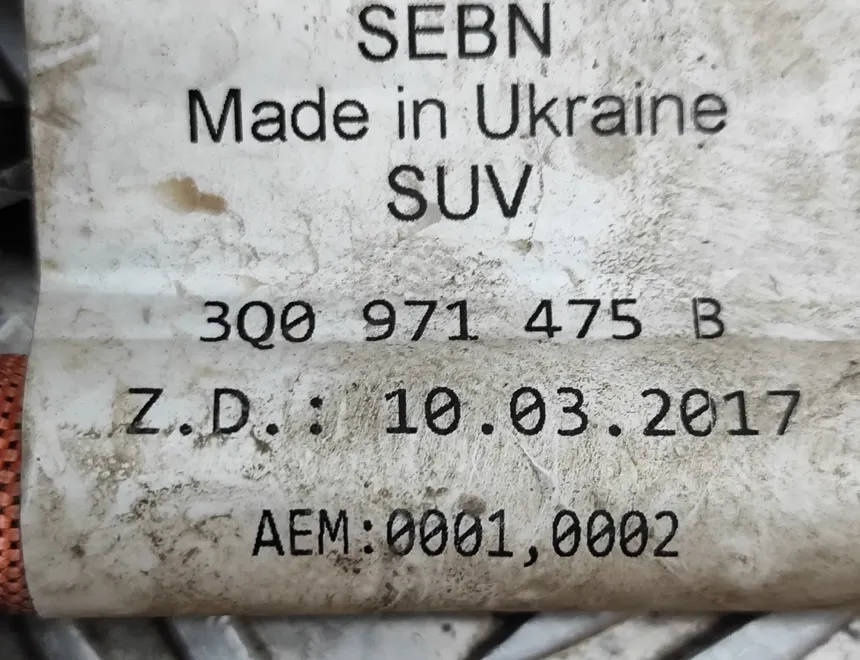 SEBN
Made in Ukraine
SUV
3Q0 971 475 B
Z.D.: 10.03.2017
AEM:0001,0002